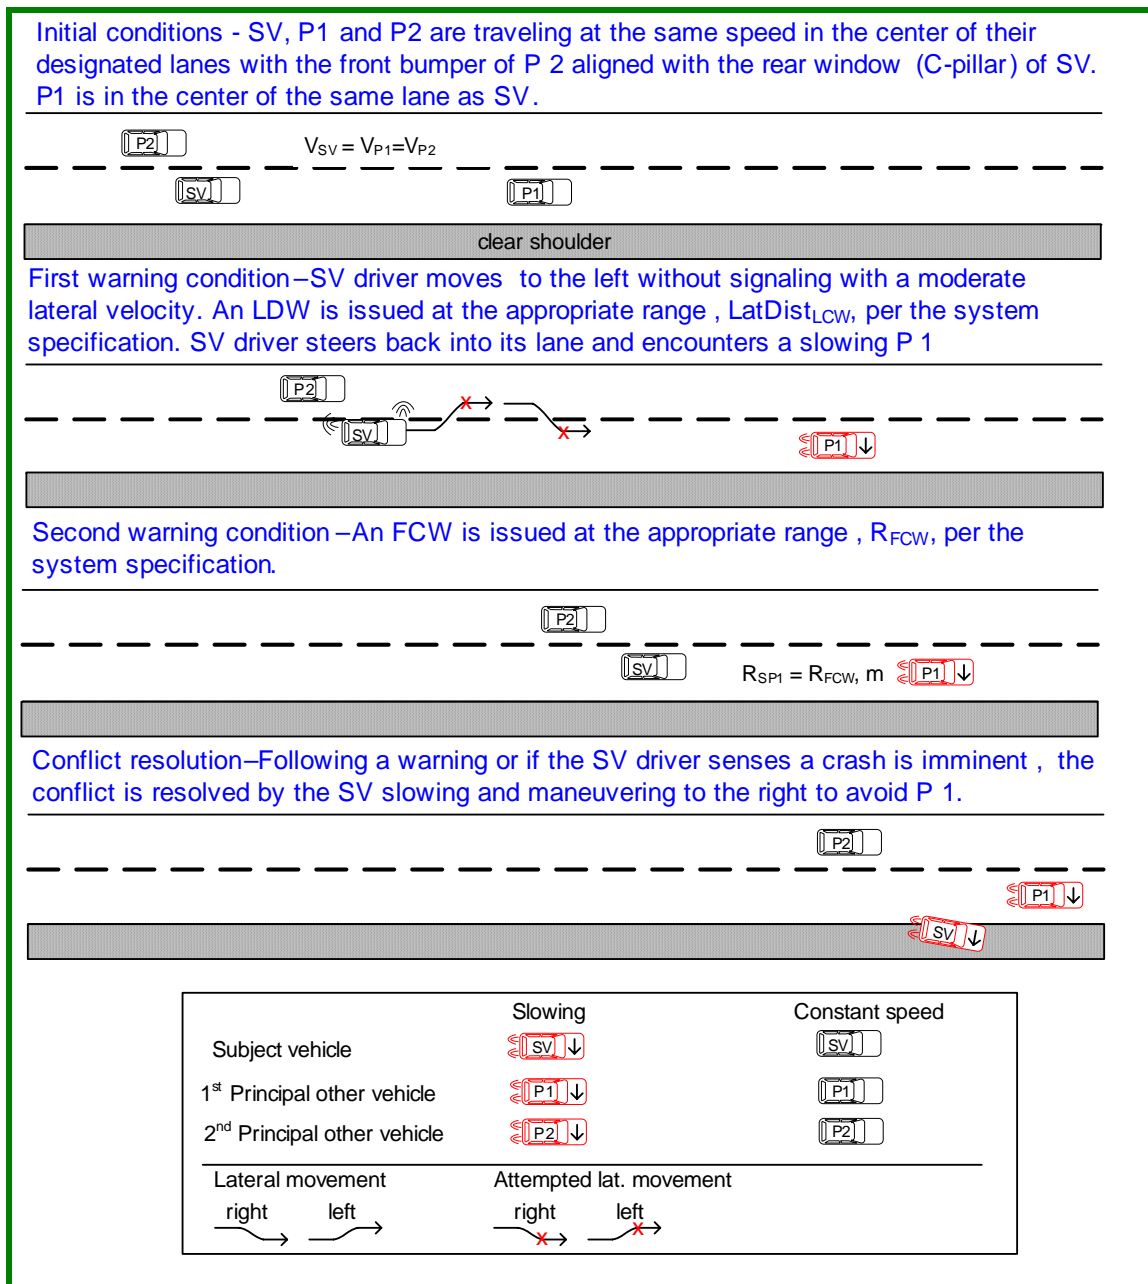 Initial conditions - SV, P1 and P2 are traveling at the same speed in the center of their
designated lanes with the front bumper of P 2 aligned with the rear window (C-pillar) of SV.
P1 is in the center of the same lane as SV.
P2
V_SV = V_P1=V_P2
SV
P1
clear shoulder
First warning condition–SV driver moves to the left without signaling with a moderate
lateral velocity. An LDW is issued at the appropriate range , LatDist_LCW, per the system
specification. SV driver steers back into its lane and encounters a slowing P 1
P2
SV
P1
Second warning condition –An FCW is issued at the appropriate range , R_FCW, per the
system specification.
P2
SV
R_SP1 = R_FCW, m
P1
Conflict resolution–Following a warning or if the SV driver senses a crash is imminent , the
conflict is resolved by the SV slowing and maneuvering to the right to avoid P 1.
P2
P1
SV
Slowing Constant speed
Subject vehicle SV SV
1st Principal other vehicle P1 P1
2nd Principal other vehicle P2 P2
Lateral movement Attempted lat. movement
right left right left